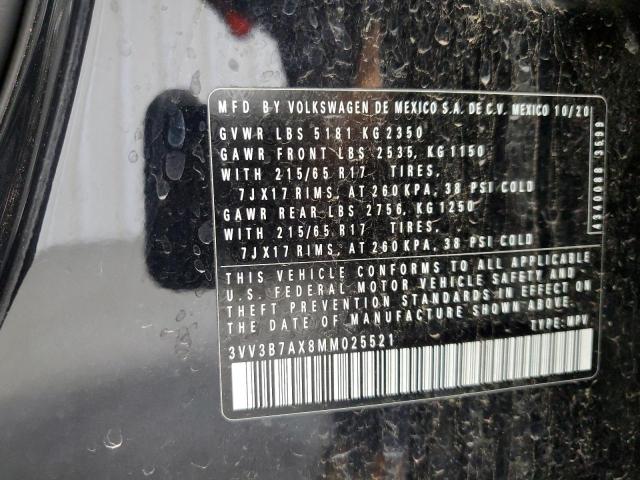 MFD BY VOLKSWAGEN DE MEXICO S.A. DE C.V. MEXICO 10/20
GVWR LBS 5181 KG 2350
GAWR FRONT LBS 2535, KG 1150
WITH 215/65 R17 TIRES,
7JX17 RIMS, AT 260 KPA, 38 PSI COLD
GAWR REAR LBS 2756, KG 1250
WITH 215/65 R17 TIRES,
7JX17 RIMS, AT 260 KPA, 38 PSI COLD
THIS VEHICLE CONFORMS TO ALL APPLICABLE
U.S. FEDERAL MOTOR VEHICLE SAFETY AND
THEFT PREVENTION STANDARDS IN EFFECT ON
THE DATE OF MANUFACTURE SHOWN ABOVE.
TYPE: MPV
3VV3B7AX8MM025521
4340088 3599